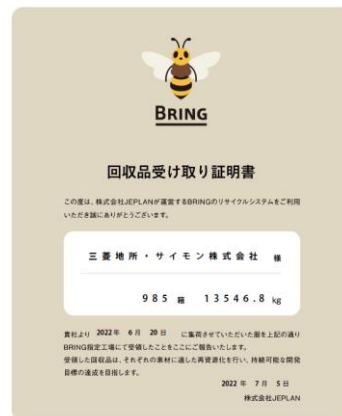 BRING
回収品受け取り証明書
この度は、株式会社JEPLANが運営するBRINGのリサイクルシステムをご利用
いただき誠にありがとうございます。
三菱地所・サイモン株式会社 様
985 箱 13546.8 kg
貴社より 2022年 6月 20日 に集荷させていただいた服を上記の通り
BRING指定工場にて受領したことをここにご報告いたします。
受領した回収品は、それぞれの素材に適した再資源化を行い、持続可能な開発
目標の達成を目指します。
2022年 7月 5日
株式会社JEPLAN